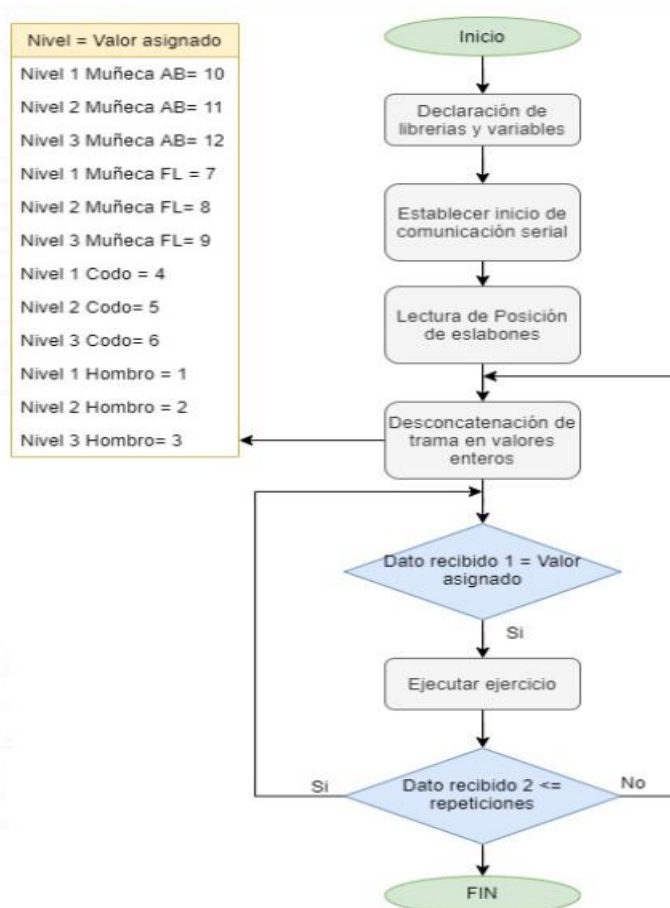 Nivel = Valor asignado
Nivel 1 Muñeca AB= 10
Nivel 2 Muñeca AB= 11
Nivel 3 Muñeca AB= 12
Nivel 1 Muñeca FL = 7
Nivel 2 Muñeca FL= 8
Nivel 3 Muñeca FL= 9
Nivel 1 Codo = 4
Nivel 2 Codo= 5
Nivel 3 Codo= 6
Nivel 1 Hombro = 1
Nivel 2 Hombro = 2
Nivel 3 Hombro= 3
Inicio
Declaración de
librerias y variables
Establecer inicio de
comunicación serial
Lectura de Posición
de eslabones
Desconcatenación de
trama en valores
enteros
Dato recibido 1 = Valor
asignado
Si
Ejecutar ejercicio
Si
Dato recibido 2 <=
repeticiones
No
FIN